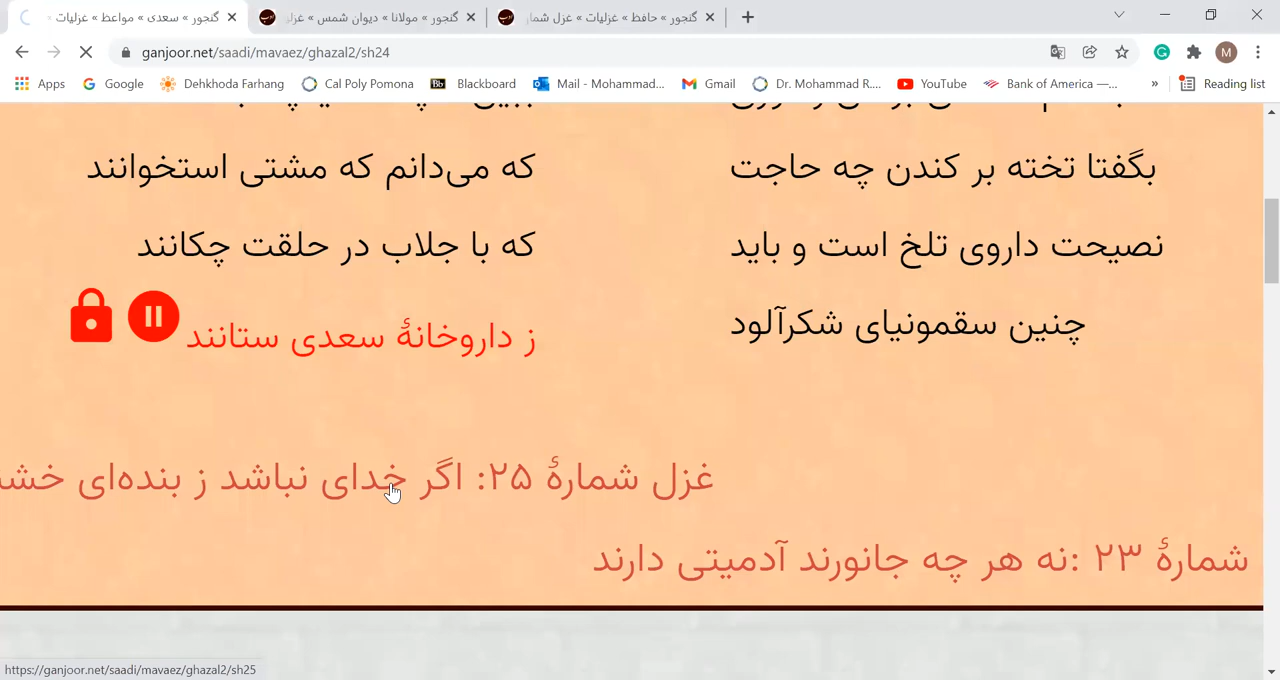 گنجور » سعدی » مواعظ » غزلیات »
گنجور » مولانا » دیوان شمس » غزلی
گنجور » حافظ » غزلیات » غزل شمار
ganjoor.net/saadi/mavaez/ghazal2/sh24
M
Apps
Google
Dehkhoda Farhang
Cal Poly Pomona
Bb Blackboard
Mail - Mohammad...
Gmail
Dr. Mohammad R....
YouTube
Bank of America —...
»
Reading list
بگفتا تخته بر کندن چه حاجت
که می‌دانم که مشتی استخوانند
نصیحت داروی تلخ است و باید
که با جلاب در حلقت چکانند
چنین سقمونیای شکرآلود
ز داروخانهٔ سعدی ستانند
غزل شمارهٔ ۲۵: اگر خدای نباشد ز بنده‌ای خش
شمارهٔ ۲۳ :نه هر چه جانورند آدمیتی دارند
https://ganjoor.net/saadi/mavaez/ghazal2/sh25